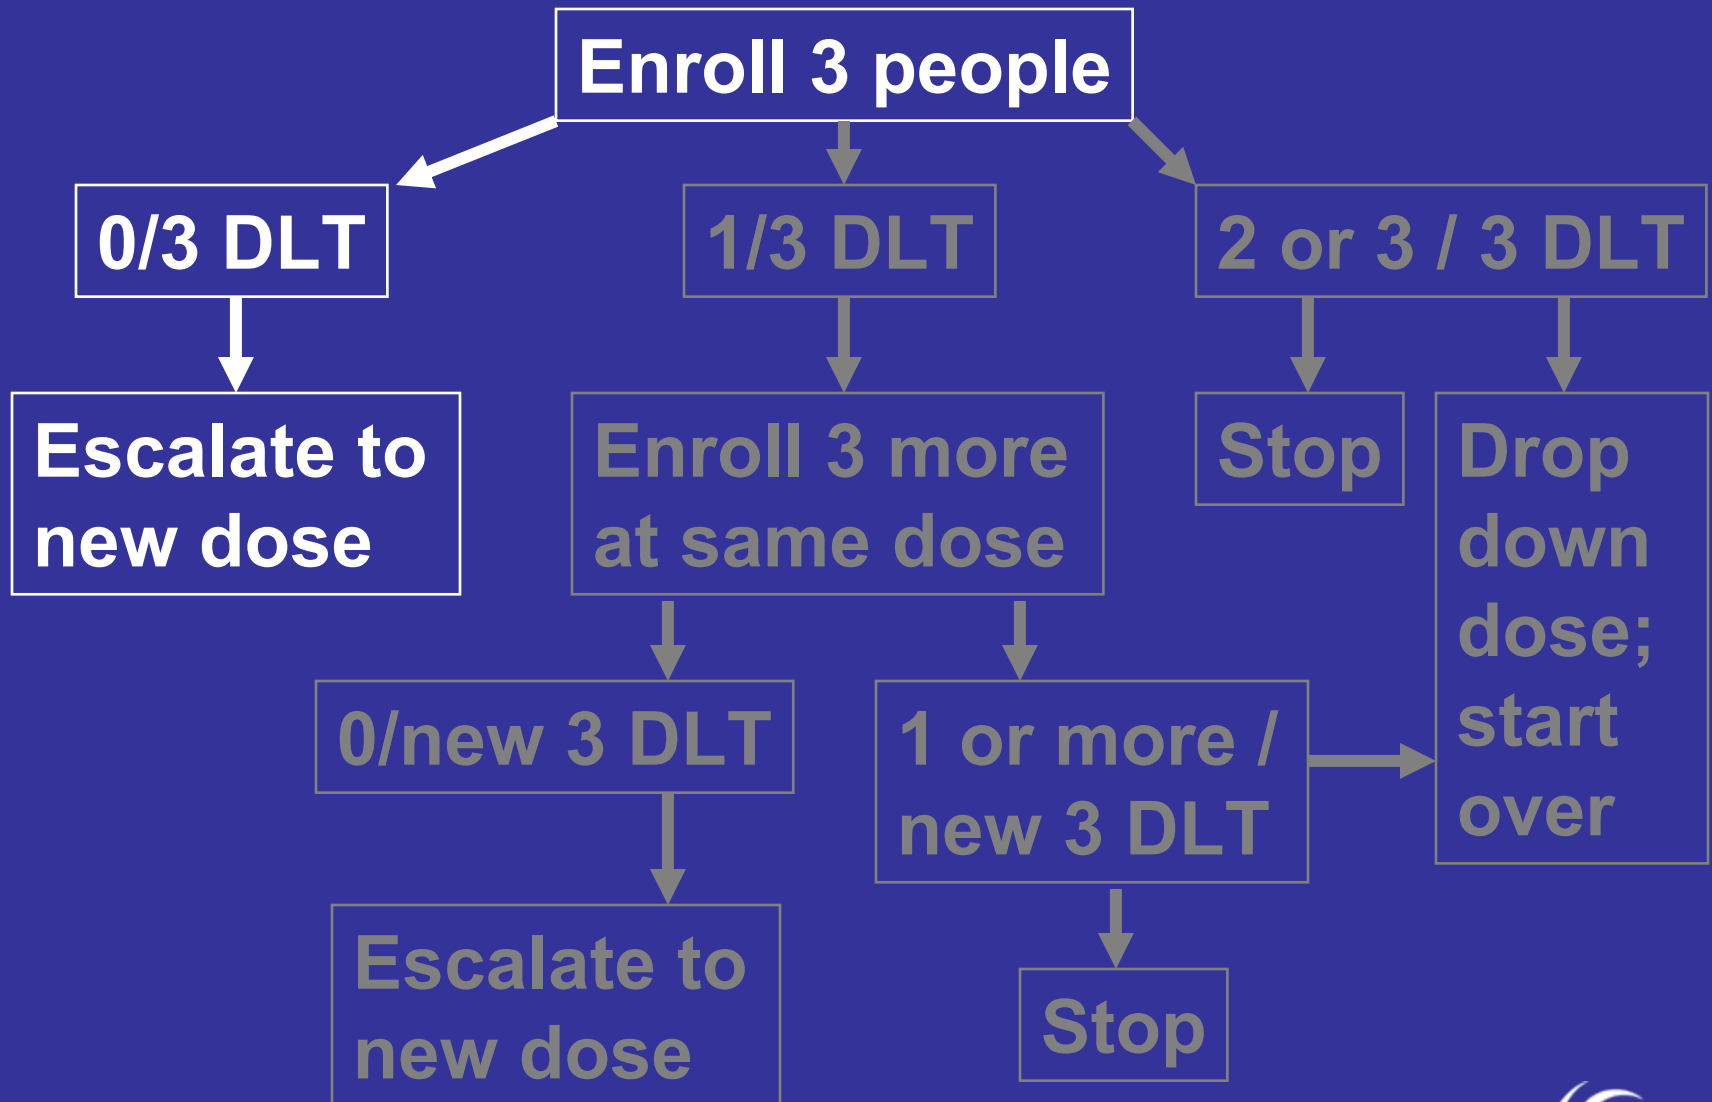 Enroll 3 people
0/3 DLT
1/3 DLT
2 or 3 / 3 DLT
Escalate to
new dose
Enroll 3 more
at same dose
Stop
Drop
down
dose;
start
over
0/new 3 DLT
1 or more /
new 3 DLT
Escalate to
new dose
Stop